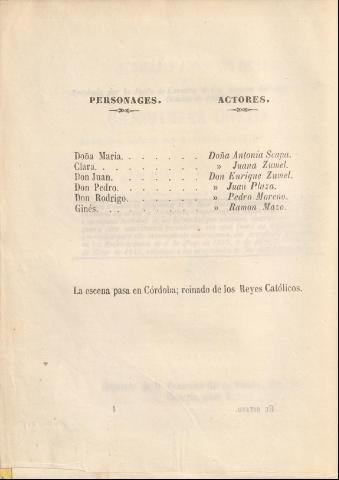 PERSONAGES. ACTORES.
Doña Maria. . . . . . . Doña Antonia Scapa.
Clara. . . . . . . . . » Juana Zumel.
Don Juan. . . . . . . . Don Enrique Zumel.
Don Pedro. . . . . . . . » Juan Plaza.
Don Rodrigo. . . . . . . » Pedro Moreno.
Ginés. . . . . . . . . » Ramon Mazo.
La escena pasa en Córdoba; reinado de los Reyes Católicos.